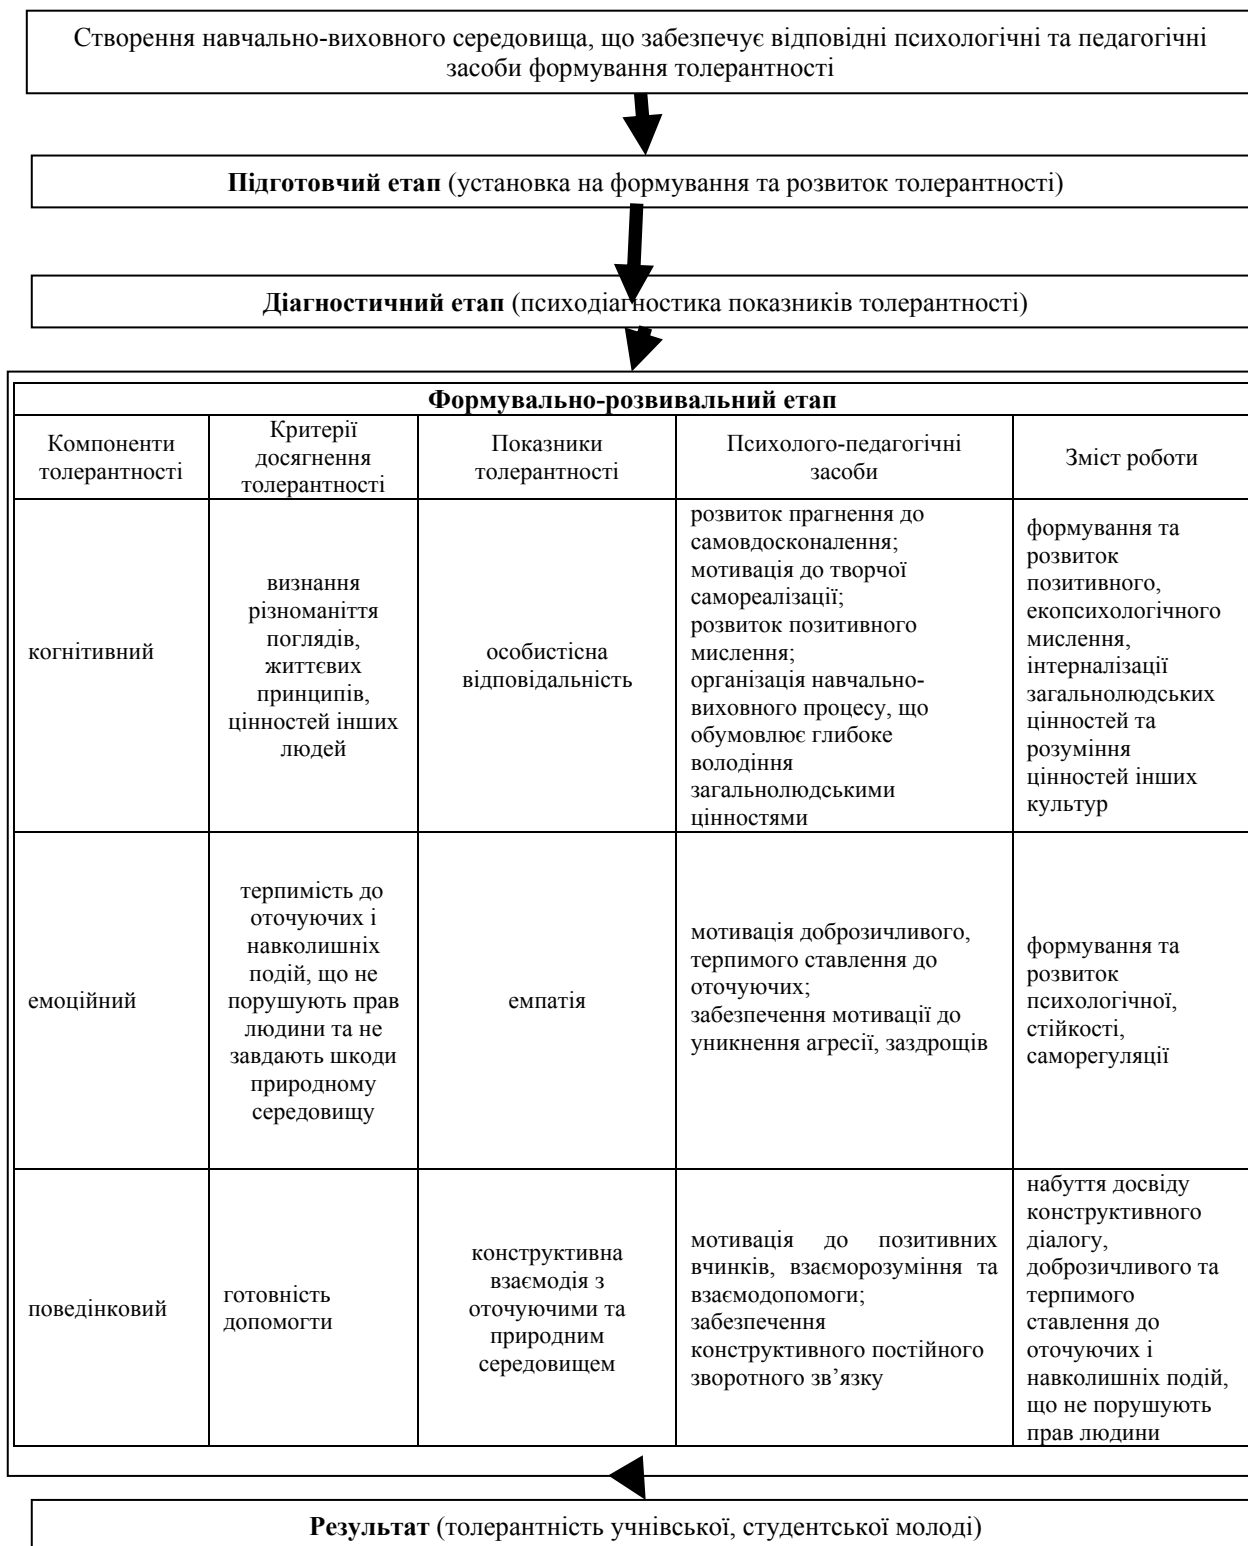 Створення навчально-виховного середовища, що забезпечує відповідні психологічні та педагогічні
засоби формування толерантності
Підготовчий етап (установка на формування та розвиток толерантності)
Діагностичний етап (психодіагностика показників толерантності)
Формувально-розвивальний етап
Компоненти
толерантності
Критерії
досягнення
толерантності
Показники
толерантності
Психолого-педагогічні
засоби
Зміст роботи
когнітивний
визнання
різноманіття
поглядів,
життєвих
принципів,
цінностей інших
людей
особистісна
відповідальність
розвиток прагнення до
самовдосконалення;
мотивація до творчої
самореалізації;
розвиток позитивного
мислення;
організація навчально-
виховного процесу, що
обумовлює глибоке
володіння
загальнолюдськими
цінностями
формування та
розвиток
позитивного,
екопсихологічного
мислення,
інтерналізації
загальнолюдських
цінностей та
розуміння
цінностей інших
культур
емоційний
терпимість до
оточуючих і
навколишніх
подій, що не
порушують прав
людини та не
завдають шкоди
природному
середовищу
емпатія
мотивація доброзичливого,
терпимого ставлення до
оточуючих;
забезпечення мотивації до
уникнення агресії, заздрощів
формування та
розвиток
психологічної,
стійкості,
саморегуляції
поведінковий
готовність
допомогти
конструктивна
взаємодія з
оточуючими та
природним
середовищем
мотивація до позитивних
вчинків, взаєморозуміння та
взаємодопомоги;
забезпечення
конструктивного постійного
зворотного зв’язку
набуття досвіду
конструктивного
діалогу,
доброзичливого та
терпимого
ставлення до
оточуючих і
навколишніх подій,
що не порушують
прав людини
Результат (толерантність учнівської, студентської молоді)